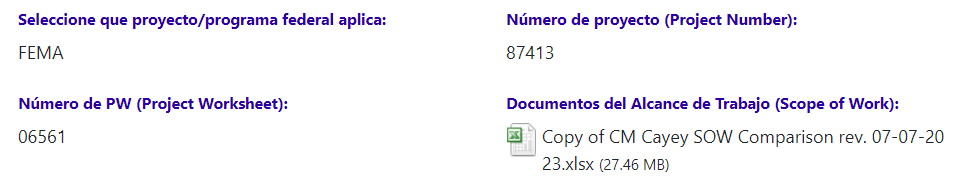 Seleccione que proyecto/programa federal aplica:
FEMA
Número de proyecto (Project Number):
87413
Número de PW (Project Worksheet):
06561
Documentos del Alcance de Trabajo (Scope of Work):
Copy of CM Cayey SOW Comparison rev. 07-07-20
23.xlsx (27.46 MB)